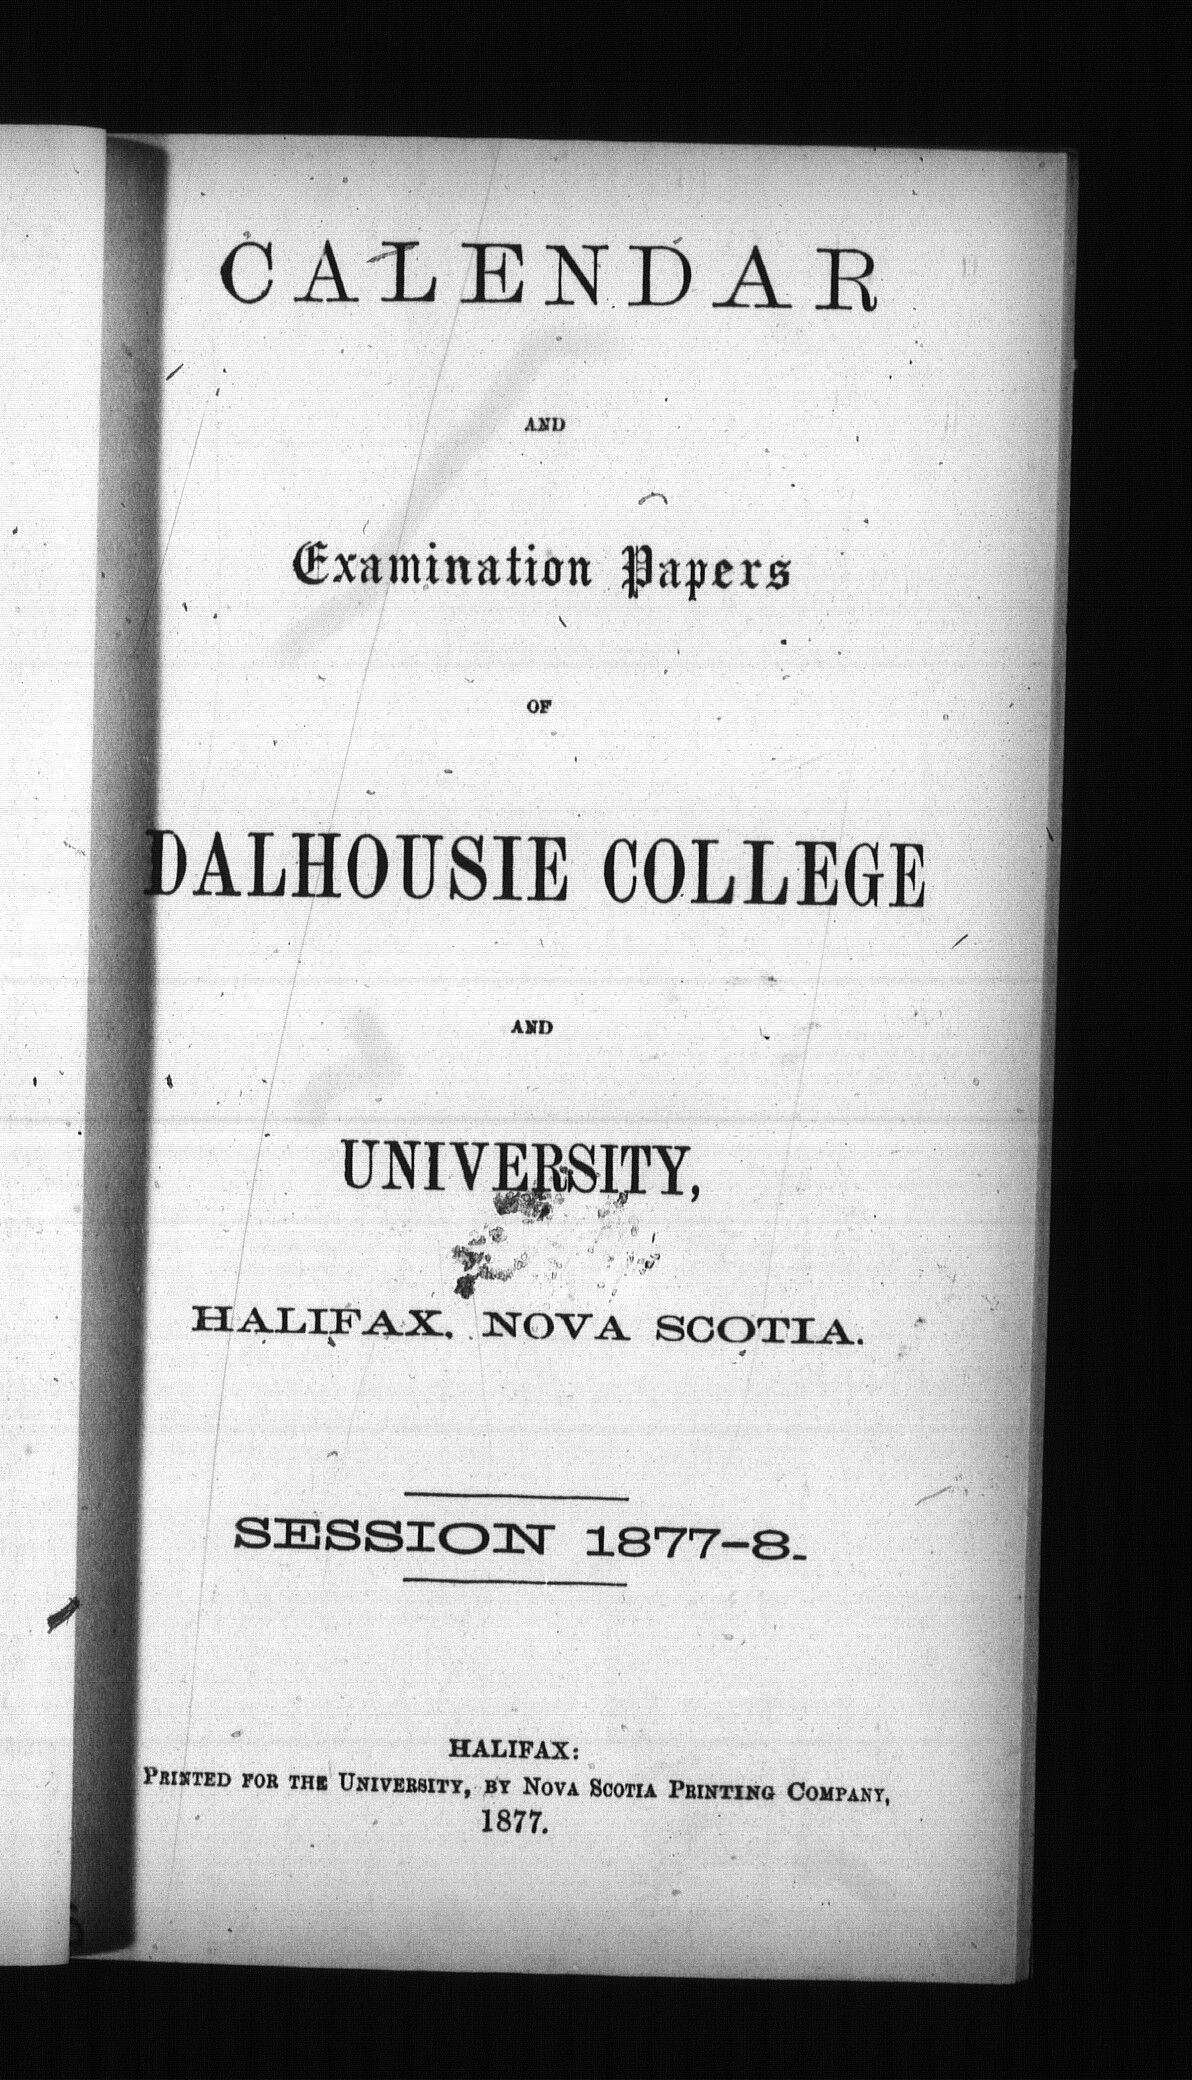 CALENDAR
AND
Examination Papers
OF
DALHOUSIE COLLEGE
AND
UNIVERSITY,
HALIFAX, NOVA SCOTIA.
SESSION 1877-8.
HALIFAX:
PRINTED FOR THE UNIVERSITY, BY NOVA SCOTIA PRINTING COMPANY,
1877.